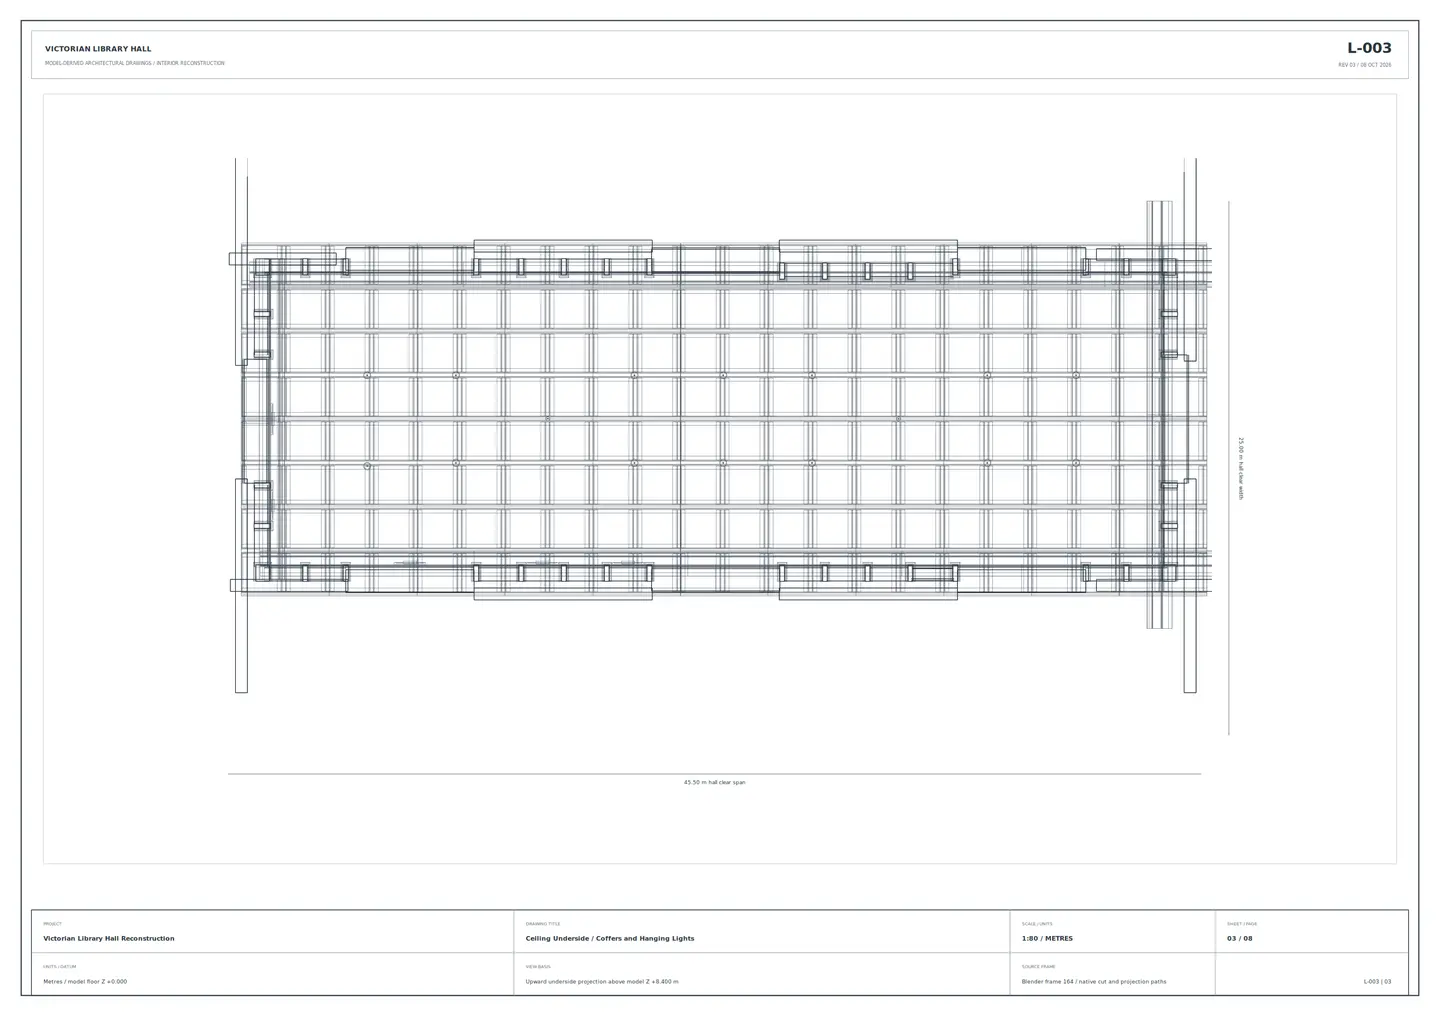 VICTORIAN LIBRARY HALL
MODEL-DERIVED ARCHITECTURAL DRAWINGS / INTERIOR RECONSTRUCTION
L-003
REV 03 / 08 OCT 2026
25.00 m hall clear width
45.50 m hall clear span
PROJECT
Victorian Library Hall Reconstruction
DRAWING TITLE
Ceiling Underside / Coffers and Hanging Lights
SCALE / UNITS
1:80 / METRES
SHEET / PAGE
03 / 08
UNITS / DATUM
Metres / model floor Z +0.000
VIEW BASIS
Upward underside projection above model Z +8.400 m
SOURCE FRAME
Blender frame 164 / native cut and projection paths
L-003 | 03